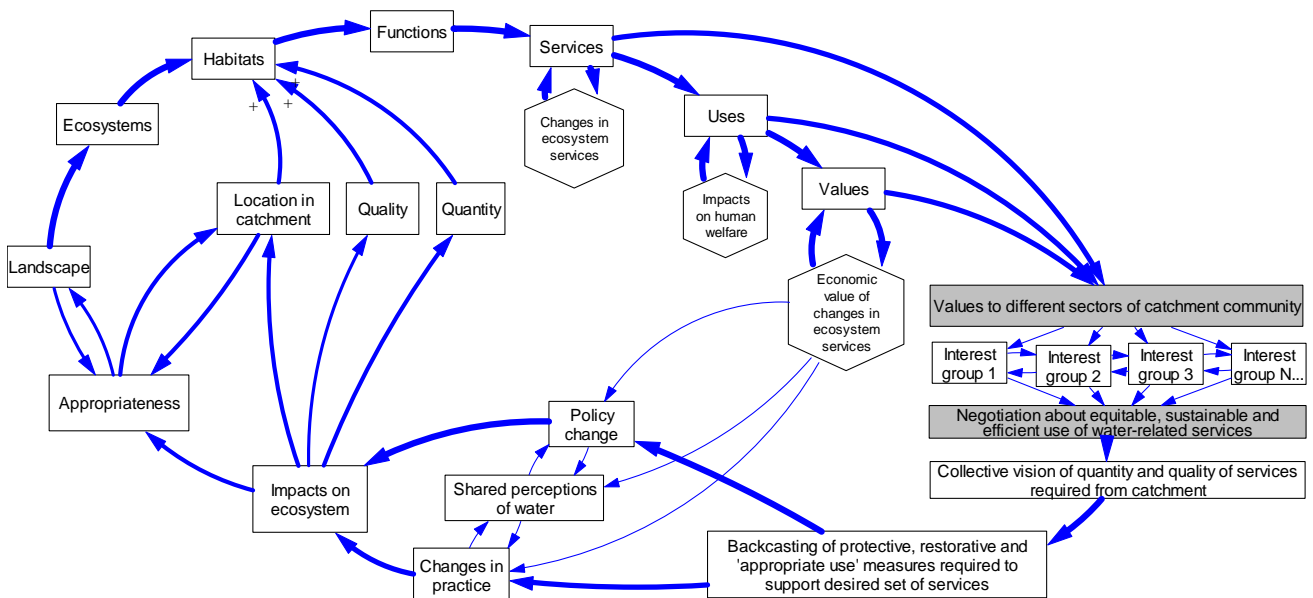 Functions
Habitats
Services
+
+
+
Ecosystems
Changes in
ecosystem
services
Uses
Values
Location in
catchment
Quality
Quantity
Impacts
on human
welfare
Landscape
Economic
value of
changes in
ecosystem
services
Values to different sectors of catchment community
Interest
group 1
Interest
group 2
Interest
group 3
Interest
group N...
Appropriateness
Policy
change
Negotiation about equitable, sustainable and
efficient use of water-related services
Impacts on
ecosystem
Shared perceptions
of water
Collective vision of quantity and quality of services
required from catchment
Changes in
practice
Backcasting of protective, restorative and
'appropriate use' measures required to
support desired set of services